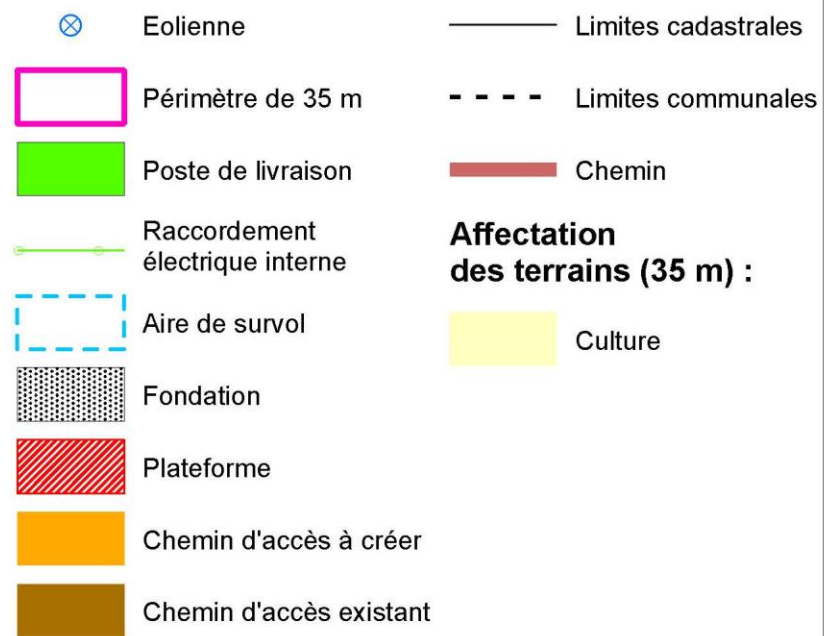 Eolienne
Périmètre de 35 m
Poste de livraison
Raccordement
électrique interne
Aire de survol
Fondation
Plateforme
Chemin d'accès à créer
Chemin d'accès existant
Limites cadastrales
Limites communales
Chemin
Affectation
des terrains (35 m) :
Culture